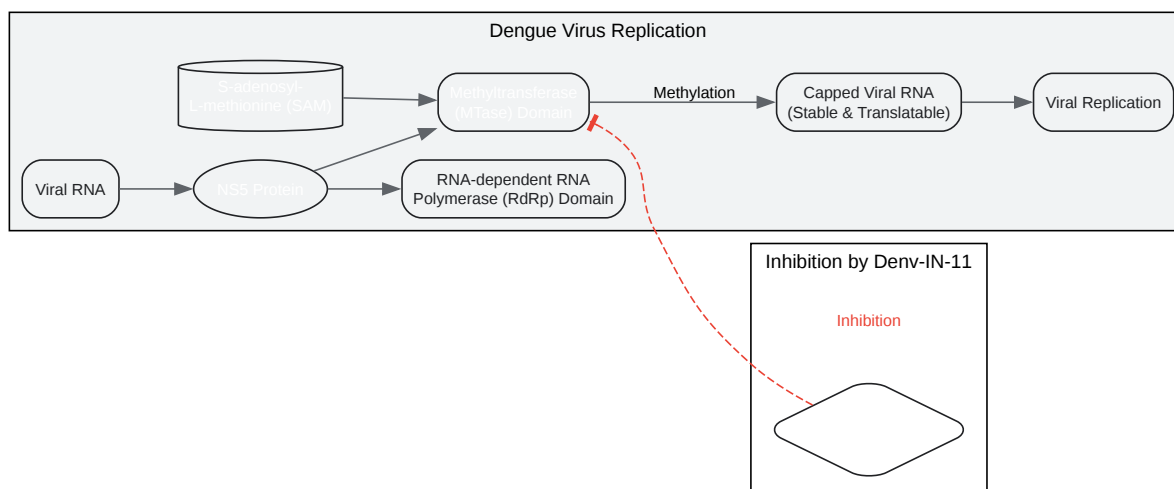 Dengue Virus Replication
S-adenosyl-
L-methionine (SAM)
Methyltransferase
(MTase) Domain
Methylation
Capped Viral RNA
(Stable & Translatable)
Viral Replication
Viral RNA
NS5 Protein
RNA-dependent RNA
Polymerase (RdRp) Domain
Inhibition by Denv-IN-11
Inhibition